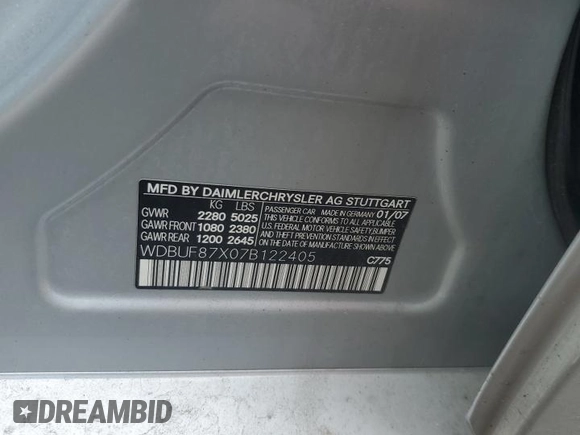 MFD BY DAIMLERCHRYSLER AG STUTTGART
KG LBS
GVWR 2280 5025
GAWR FRONT 1080 2380
GAWR REAR 1200 2645
PASSENGER CAR MADE IN GERMANY 01/07
THIS VEHICLE CONFORMS TO ALL APPLICABLE
U.S. FEDERAL MOTOR VEHICLE SAFETY, BUMPER,
AND THEFT PREVENTION STANDARDS IN EFFECT
ON THE DATE OF MANUFACTURE SHOWN ABOVE.
WDBUF87X07B122405
C775
DREAMBID